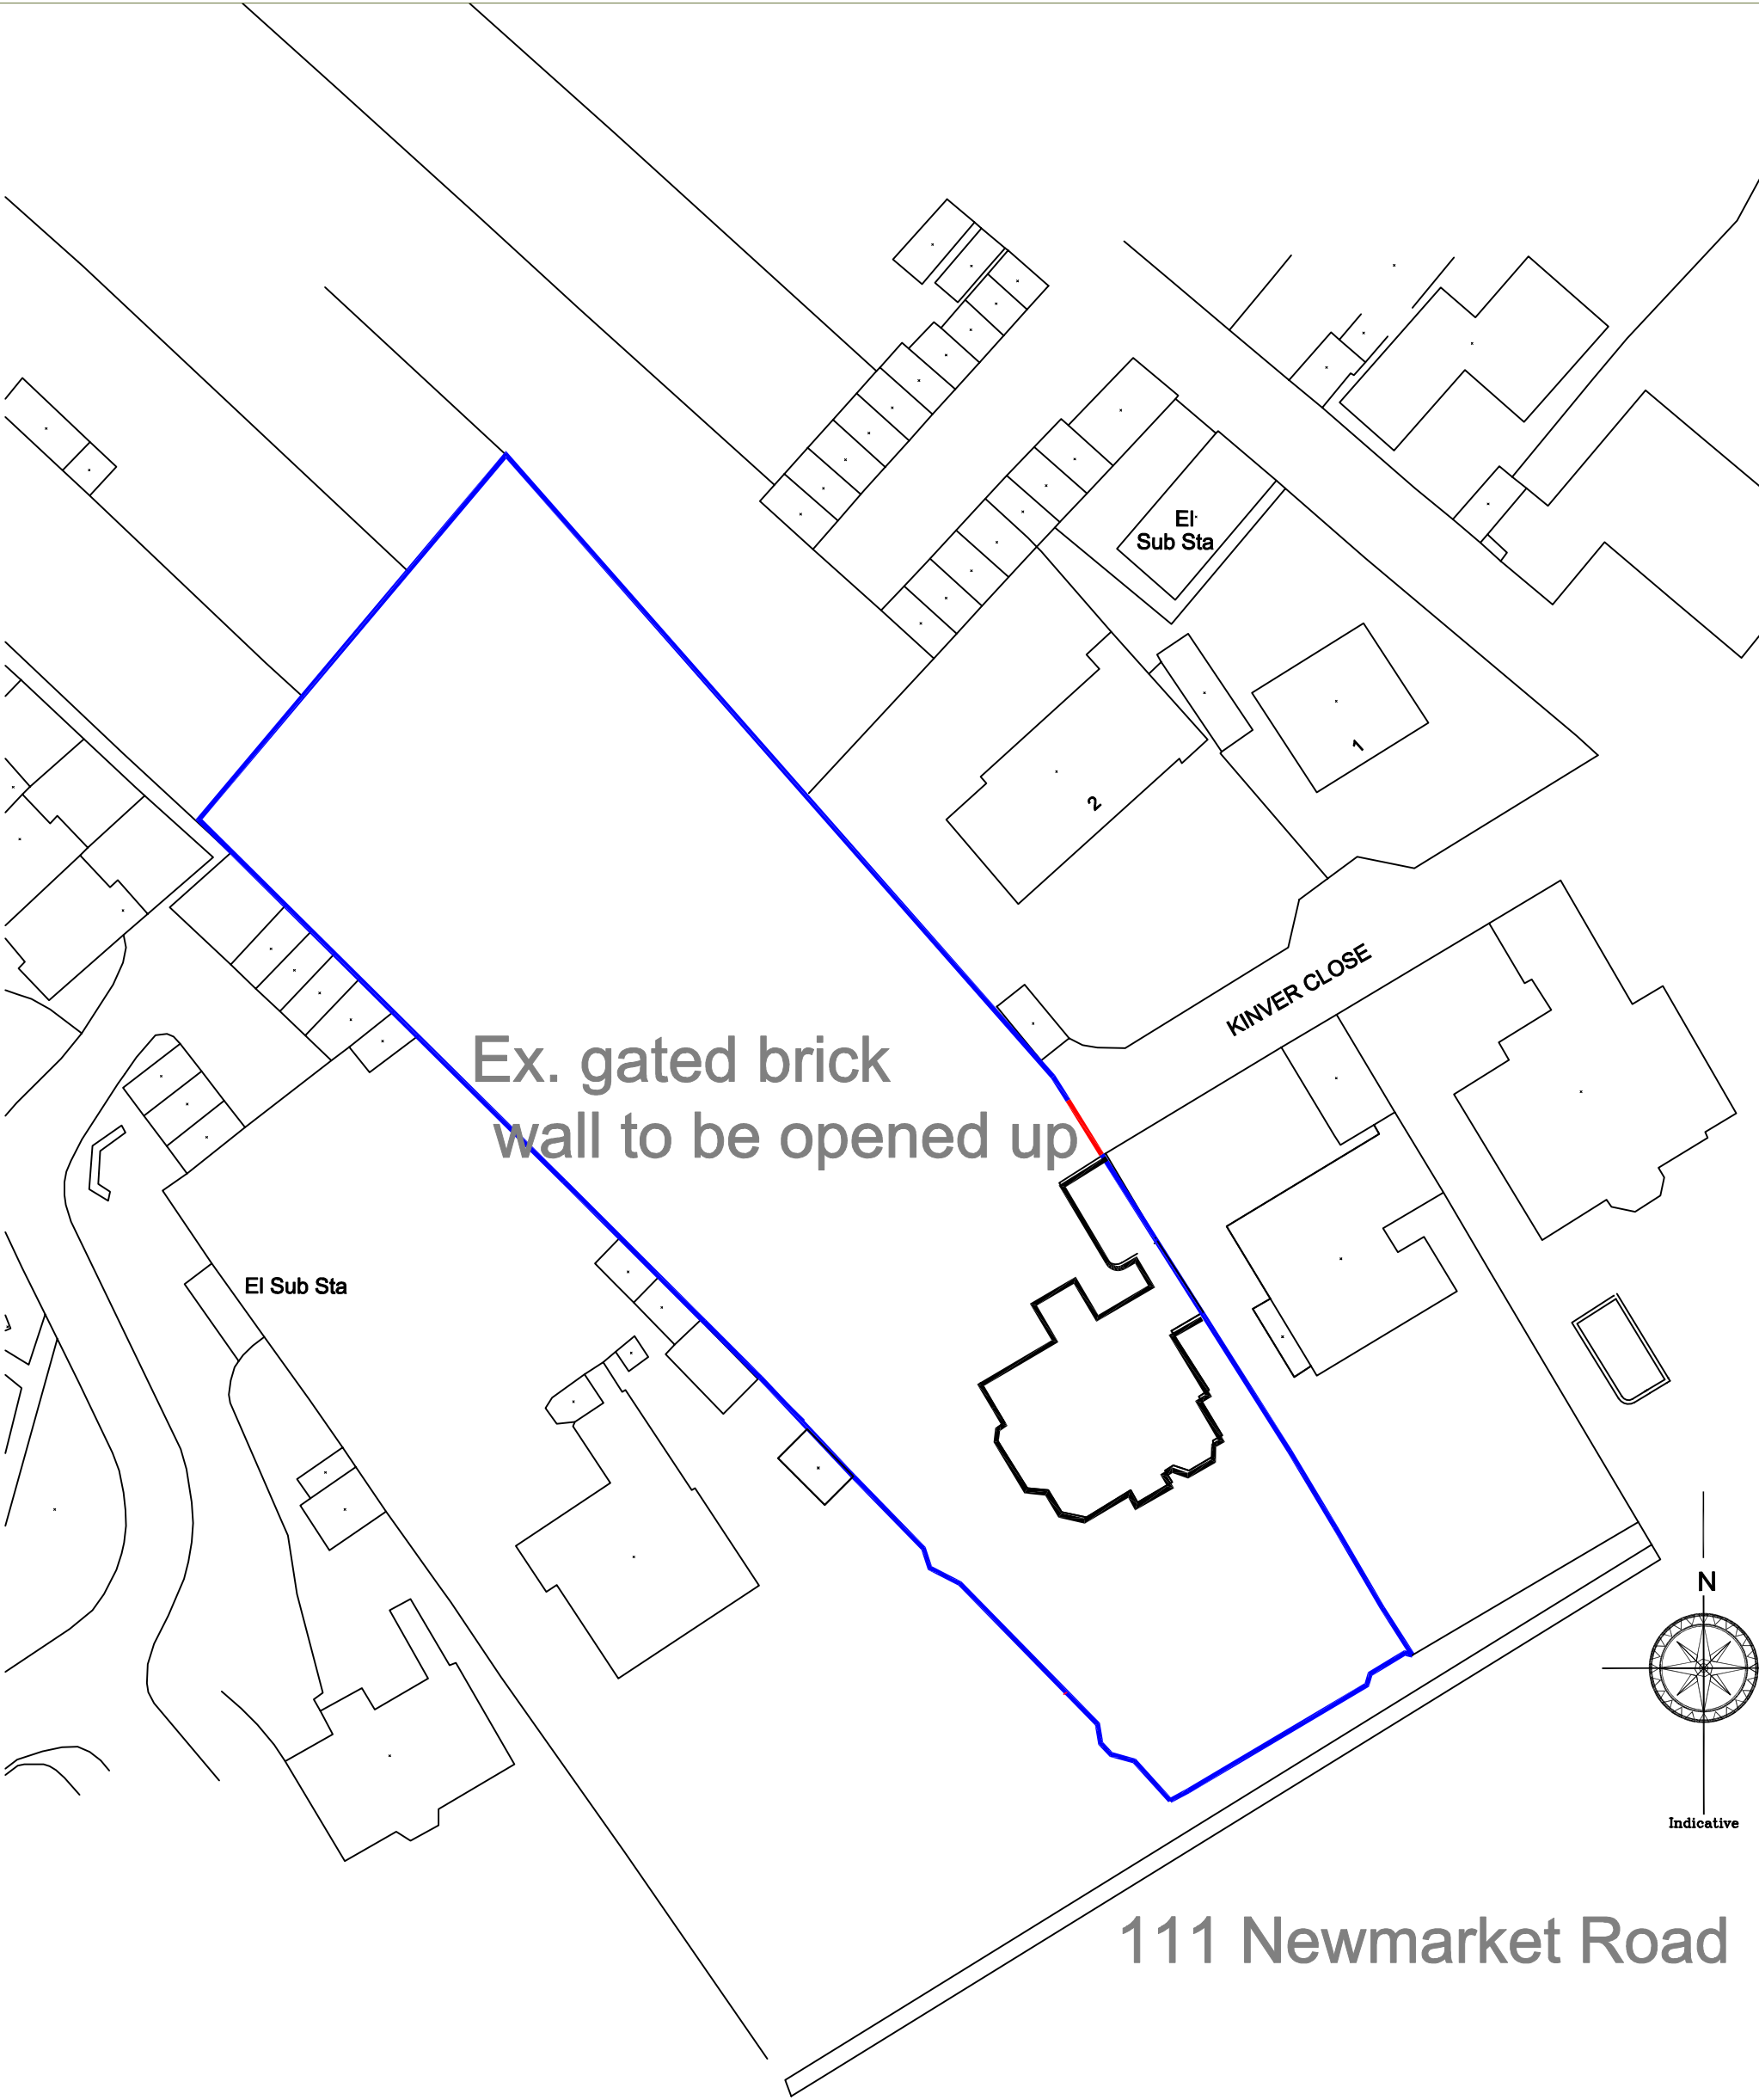 El
Sub Sta
1
2
KINVER CLOSE
Ex. gated brick
wall to be opened up
El Sub Sta
N
Indicative
111 Newmarket Road